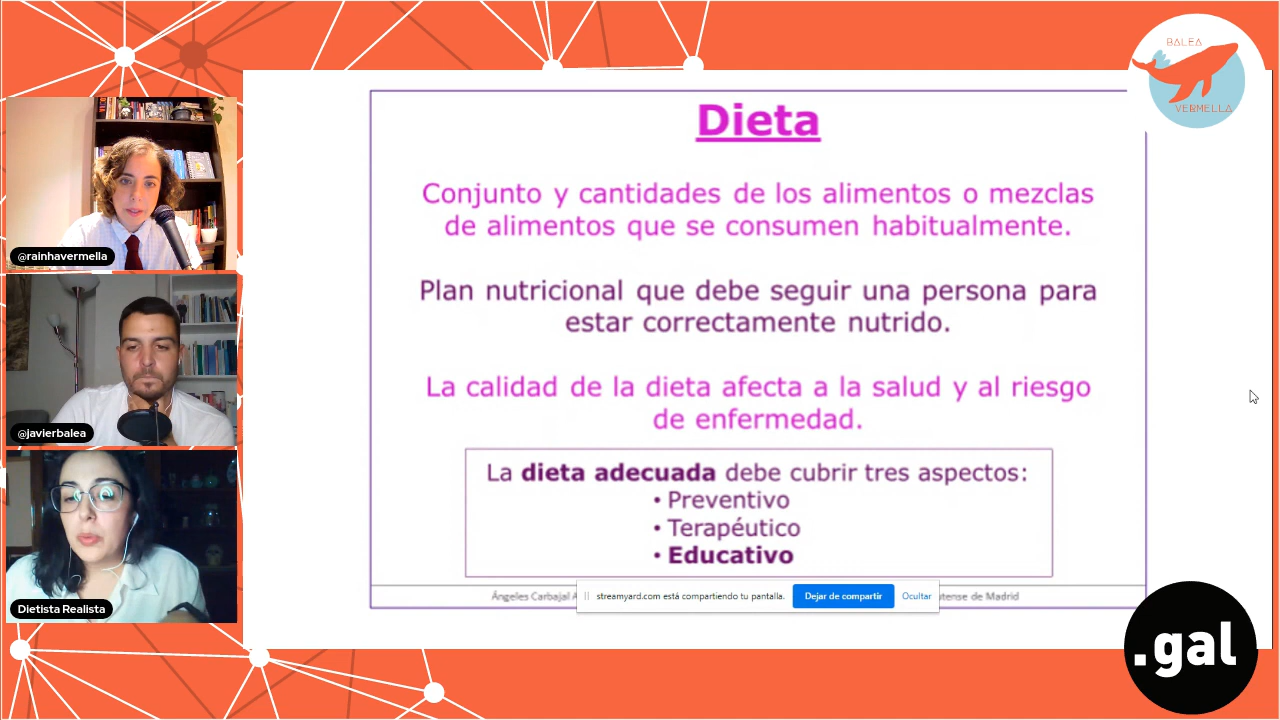 BALEA
VERMELLA
@rainhavermella
@javierbalea
Dietista Realista
Dieta
Conjunto y cantidades de los alimentos o mezclas
de alimentos que se consumen habitualmente.
Plan nutricional que debe seguir una persona para
estar correctamente nutrido.
La calidad de la dieta afecta a la salud y al riesgo
de enfermedad.
La dieta adecuada debe cubrir tres aspectos:
• Preventivo
• Terapéutico
• Educativo
Ángeles Carbajal
de Madrid
streamyard.com está compartiendo tu pantalla.
Dejar de compartir
Ocultar
.gal